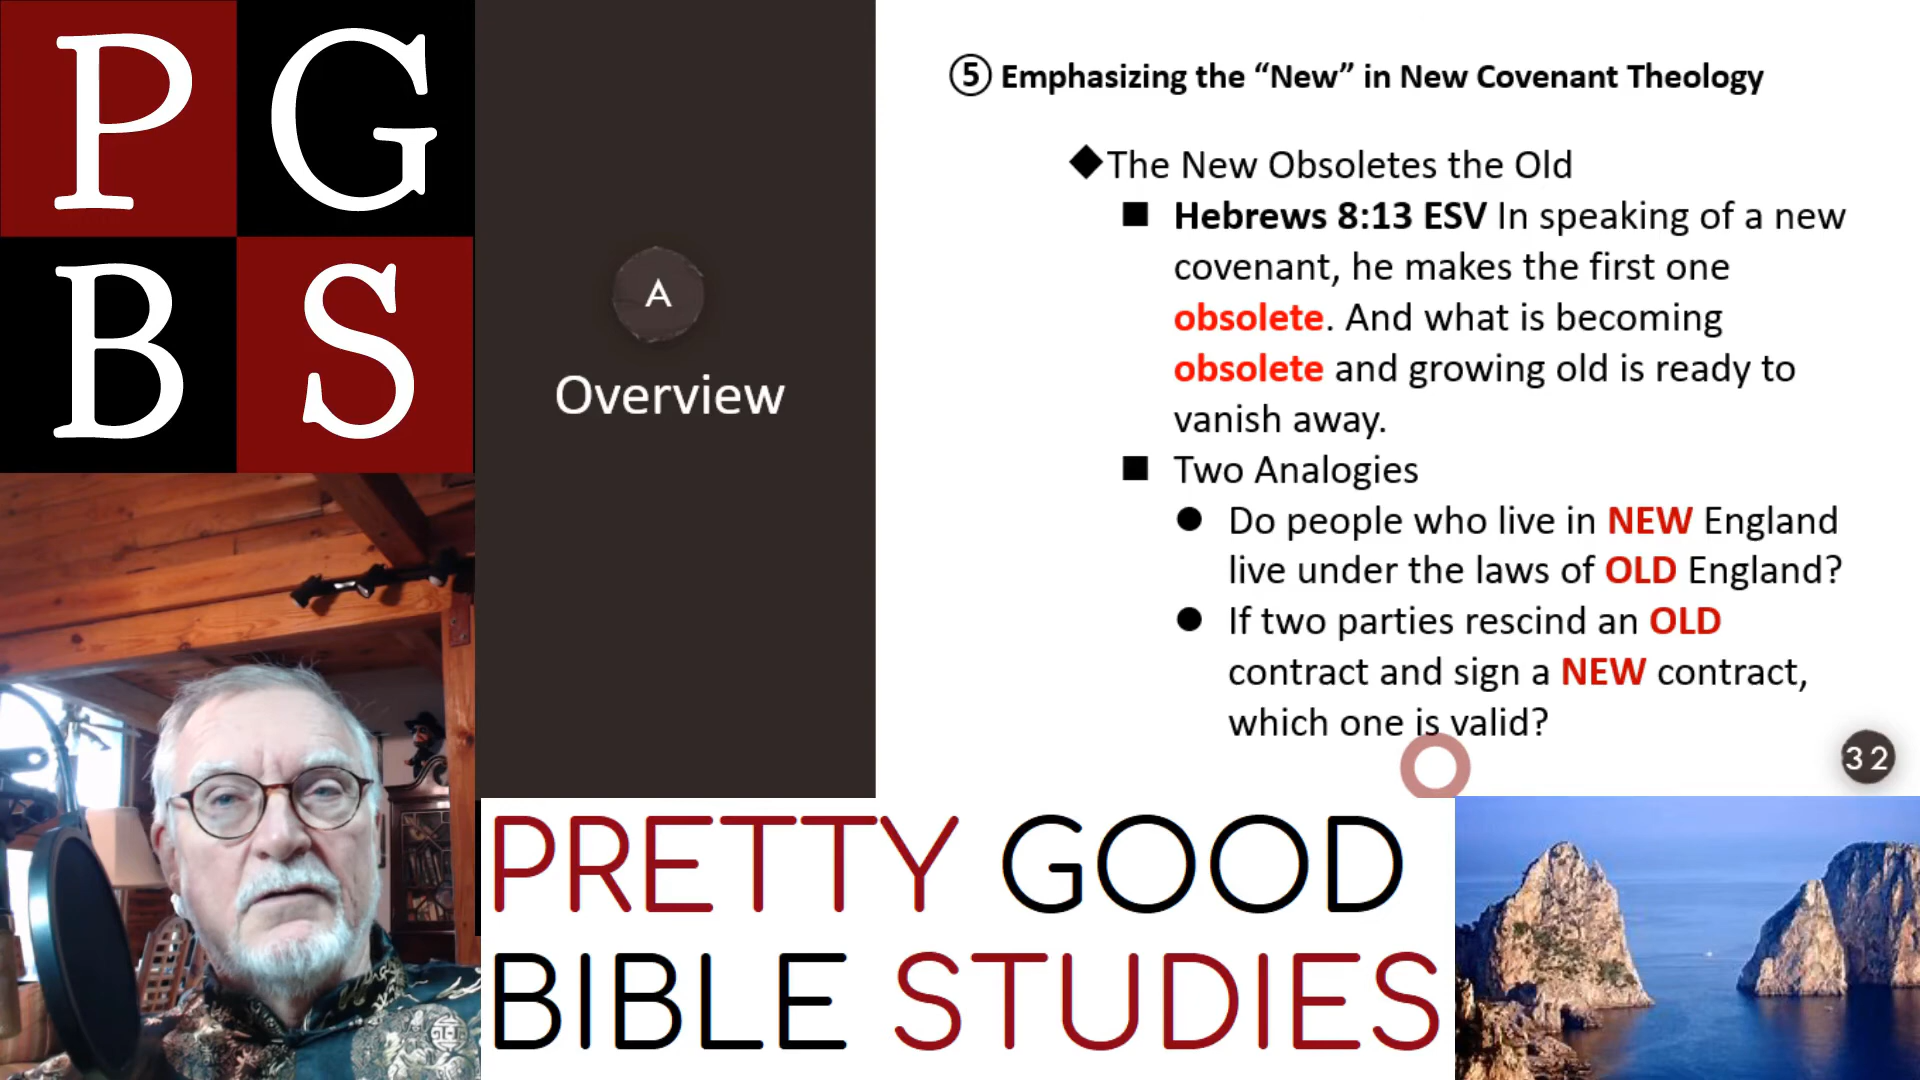 P G
B S
A
Overview
⑤ Emphasizing the “New” in New Covenant Theology
◆The New Obsoletes the Old
■ Hebrews 8:13 ESV In speaking of a new
covenant, he makes the first one
obsolete. And what is becoming
obsolete and growing old is ready to
vanish away.
■ Two Analogies
● Do people who live in NEW England
live under the laws of OLD England?
● If two parties rescind an OLD
contract and sign a NEW contract,
which one is valid?
32
PRETTY GOOD
BIBLE STUDIES